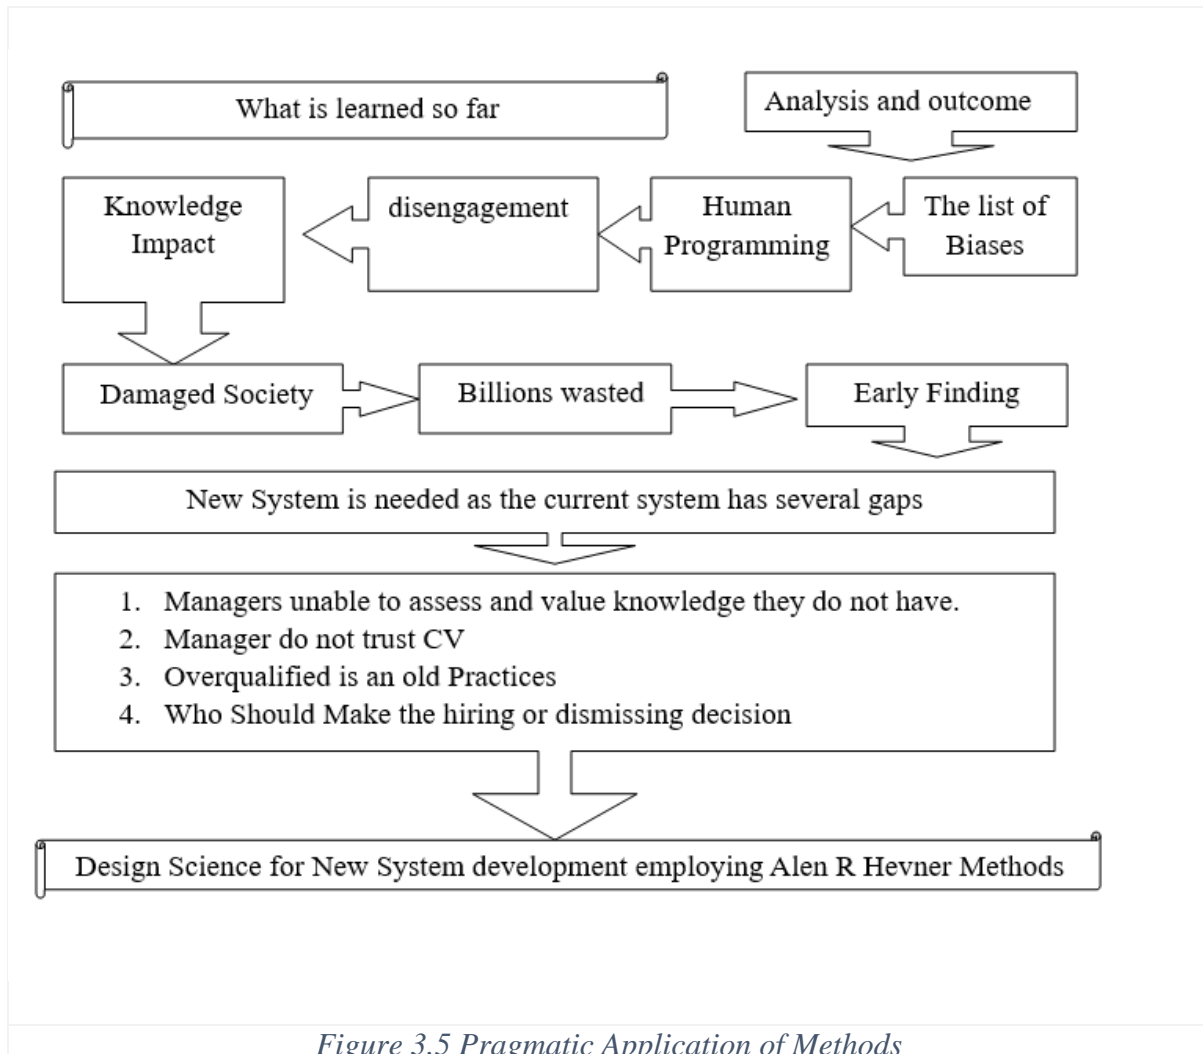 What is learned so far
Analysis and outcome
Knowledge
Impact
disengagement
Human
Programming
The list of
Biases
Damaged Society
Billions wasted
Early Finding
New System is needed as the current system has several gaps
1. Managers unable to assess and value knowledge they do not have.
2. Manager do not trust CV
3. Overqualified is an old Practices
4. Who Should Make the hiring or dismissing decision
Design Science for New System development employing Alen R Hevner Methods
Figure 3.5 Pragmatic Application of Methods